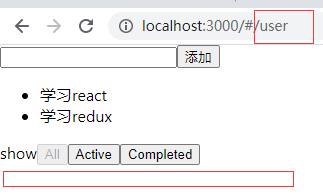 localhost:3000/#/user
添加
学习react
学习redux
show All Active Completed